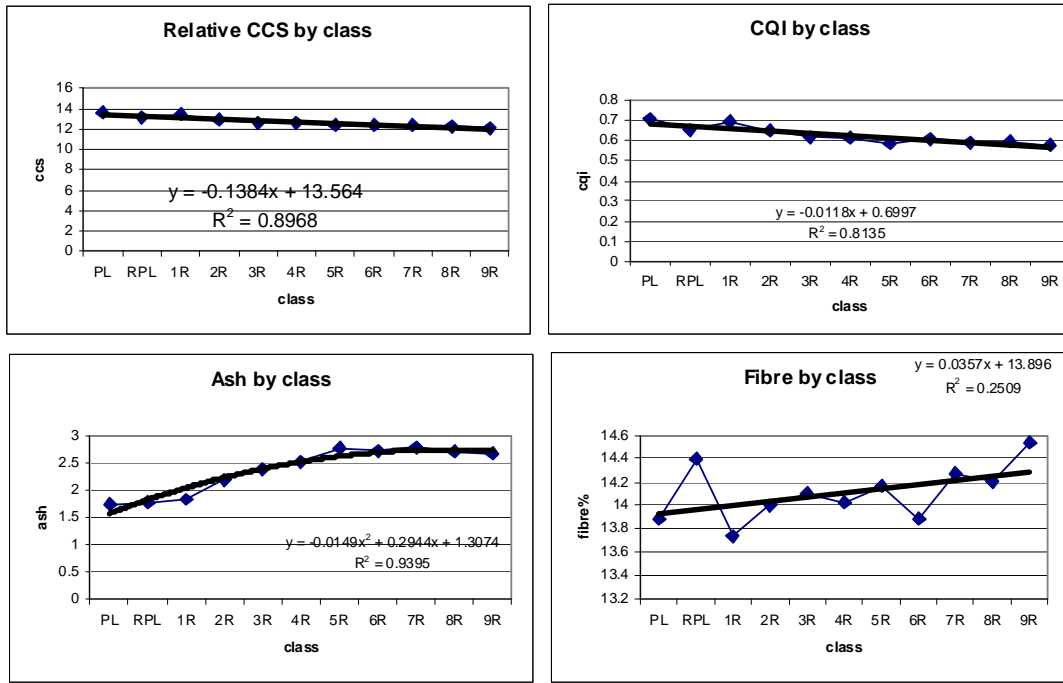 Relative CCS by class
16
14
12
10
8
6
4
2
0
ccs
y = -0.1384x + 13.564
R² = 0.8968
PL RPL 1R 2R 3R 4R 5R 6R 7R 8R 9R
class
CQI by class
0.8
0.7
0.6
0.5
0.4
0.3
0.2
0.1
0
cqi
y = -0.0118x + 0.6997
R² = 0.8135
PL RPL 1R 2R 3R 4R 5R 6R 7R 8R 9R
class
Ash by class
3
2.5
2
1.5
1
0.5
0
ash
y = -0.0149x² + 0.2944x + 1.3074
R² = 0.9395
PL RPL 1R 2R 3R 4R 5R 6R 7R 8R 9R
class
Fibre by class
y = 0.0357x + 13.896
R² = 0.2509
14.6
14.4
14.2
14
13.8
13.6
13.4
13.2
fibre%
PL RPL 1R 2R 3R 4R 5R 6R 7R 8R 9R
class